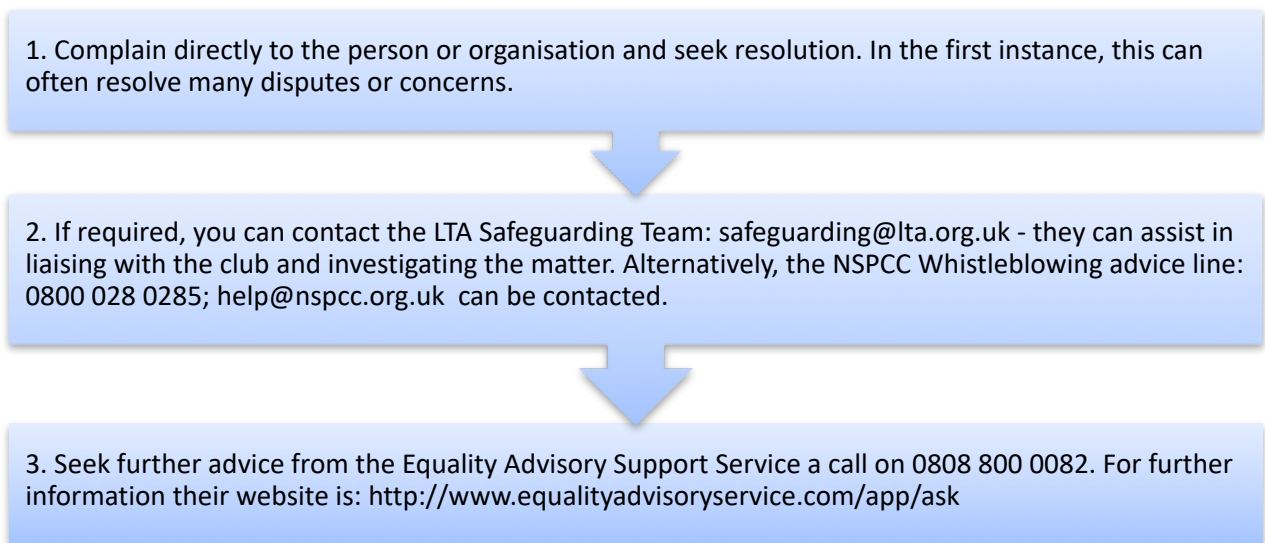 1. Complain directly to the person or organisation and seek resolution. In the first instance, this can
often resolve many disputes or concerns.
2. If required, you can contact the LTA Safeguarding Team: safeguarding@lta.org.uk - they can assist in
liaising with the club and investigating the matter. Alternatively, the NSPCC Whistleblowing advice line:
0800 028 0285; help@nspcc.org.uk  can be contacted.
3. Seek further advice from the Equality Advisory Support Service a call on 0808 800 0082. For further
information their website is: http://www.equalityadvisoryservice.com/app/ask